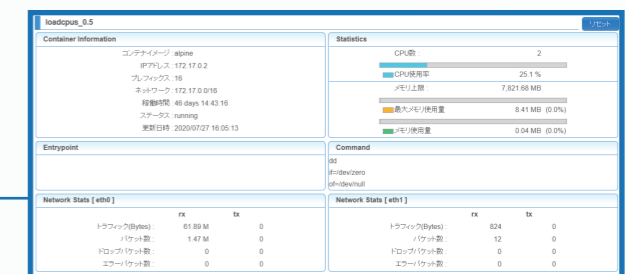 loadcpus_0.5
リセット
Container Information
コンテナイメージ : alpine
IPアドレス : 172.17.0.2
プレフィックス : 16
ネットワーク : 172.17.0.0/16
稼働時間 : 46 days 14:43:16
ステータス : running
更新日時 : 2020/07/27 16:05:13
Statistics
CPU数 : 2
CPU使用率 25.1 %
メモリ上限 : 7,821.68 MB
最大メモリ使用量 8.41 MB (0.0%)
メモリ使用量 0.04 MB (0.0%)
Entrypoint
Command
dd
if=/dev/zero
of=/dev/null
Network Stats [ eth0 ]
rx tx
トラフィック(Bytes) : 61.89 M 0
パケット数 : 1.47 M 0
ドロップパケット数 : 0 0
エラーパケット数 : 0 0
Network Stats [ eth1 ]
rx tx
トラフィック(Bytes) : 824 0
パケット数 : 12 0
ドロップパケット数 : 0 0
エラーパケット数 : 0 0